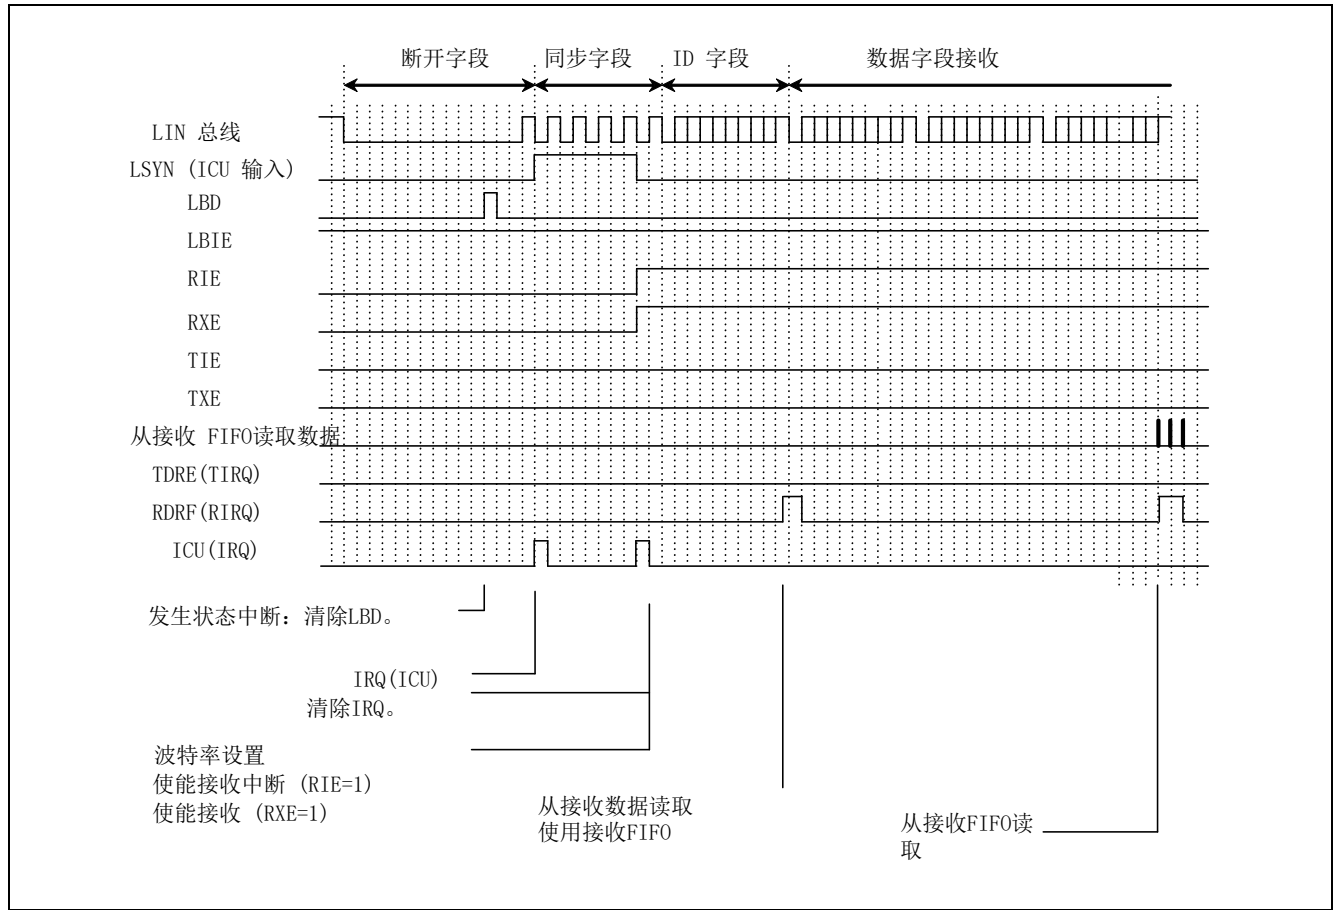 断开字段 同步字段 ID 字段 数据字段接收
LIN 总线
LSYN (ICU 输入)
LBD
LBIE
RIE
RXE
TIE
TXE
从接收 FIFO读取数据
TDRE(TIRQ)
RDRF(RIRQ)
ICU(IRQ)
发生状态中断：清除LBD。
IRQ(ICU)
清除IRQ。
波特率设置
使能接收中断 (RIE=1)
使能接收 (RXE=1)
从接收数据读取
使用接收FIFO
从接收FIFO读
取